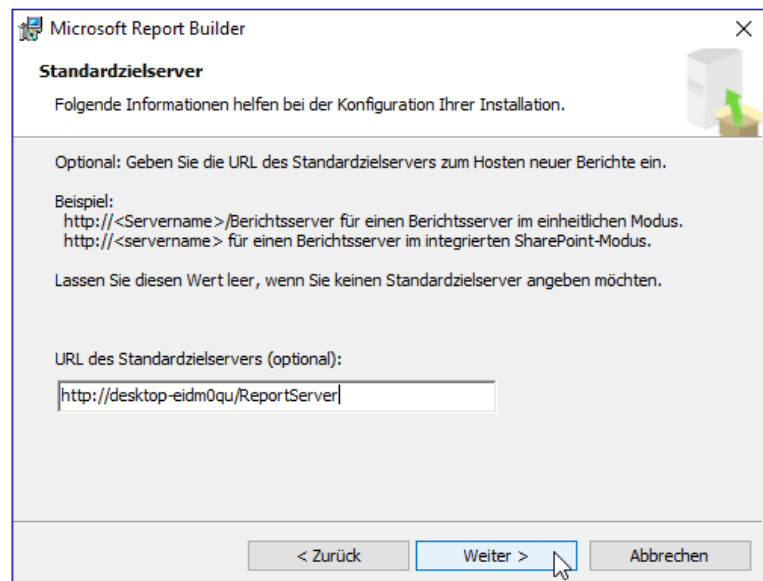 Microsoft Report Builder
Standardzielserver
Folgende Informationen helfen bei der Konfiguration Ihrer Installation.
Optional: Geben Sie die URL des Standardzielservers zum Hosten neuer Berichte ein.
Beispiel:
http://<Servername>/Berichtsserver für einen Berichtsserver im einheitlichen Modus.
http://<servername> für einen Berichtsserver im integrierten SharePoint-Modus.
Lassen Sie diesen Wert leer, wenn Sie keinen Standardzielserver angeben möchten.
URL des Standardzielservers (optional):
http://desktop-eidm0qu/ReportServer
< Zurück Weiter > Abbrechen